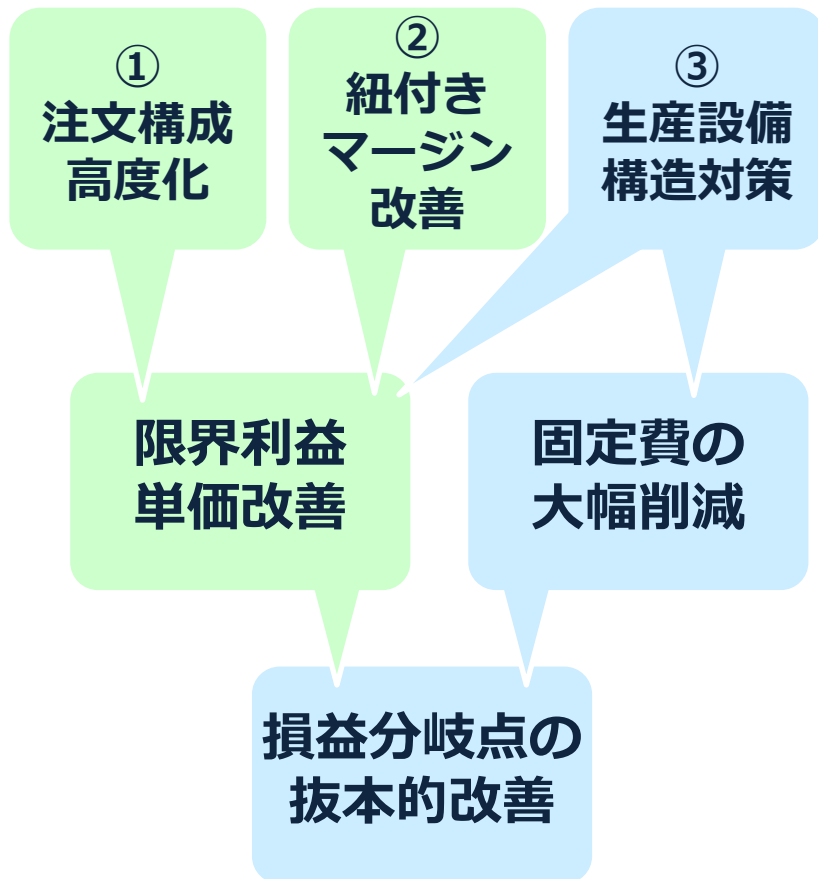 ①
注文構成
高度化
②
紐付き
マージン
改善
③
生産設備
構造対策
限界利益
単価改善
固定費の
大幅削減
損益分岐点の
抜本的改善